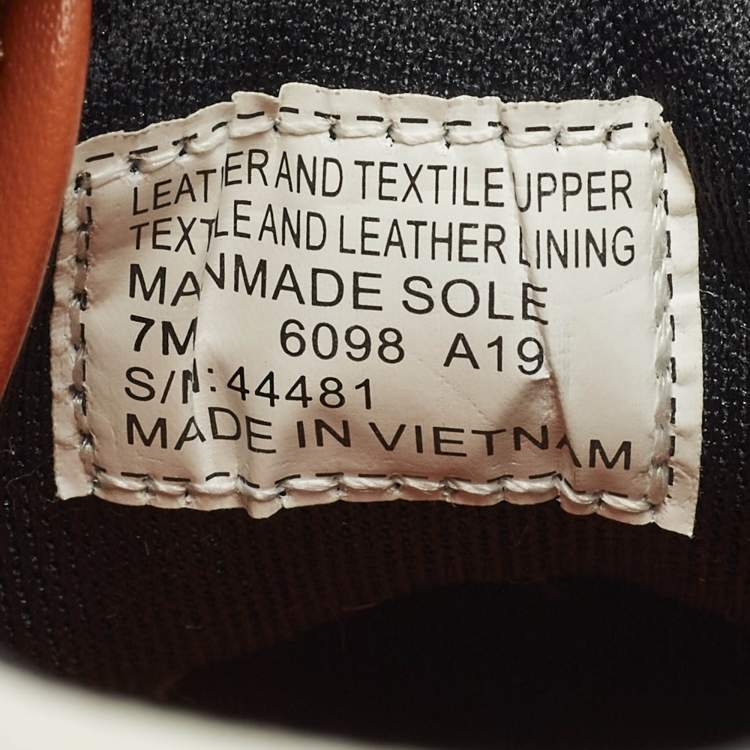 LEATHER AND TEXTILE UPPER
TEXTILE AND LEATHER LINING
MANMADE SOLE
7M 6098 A19
S/N:44481
MADE IN VIETNAM